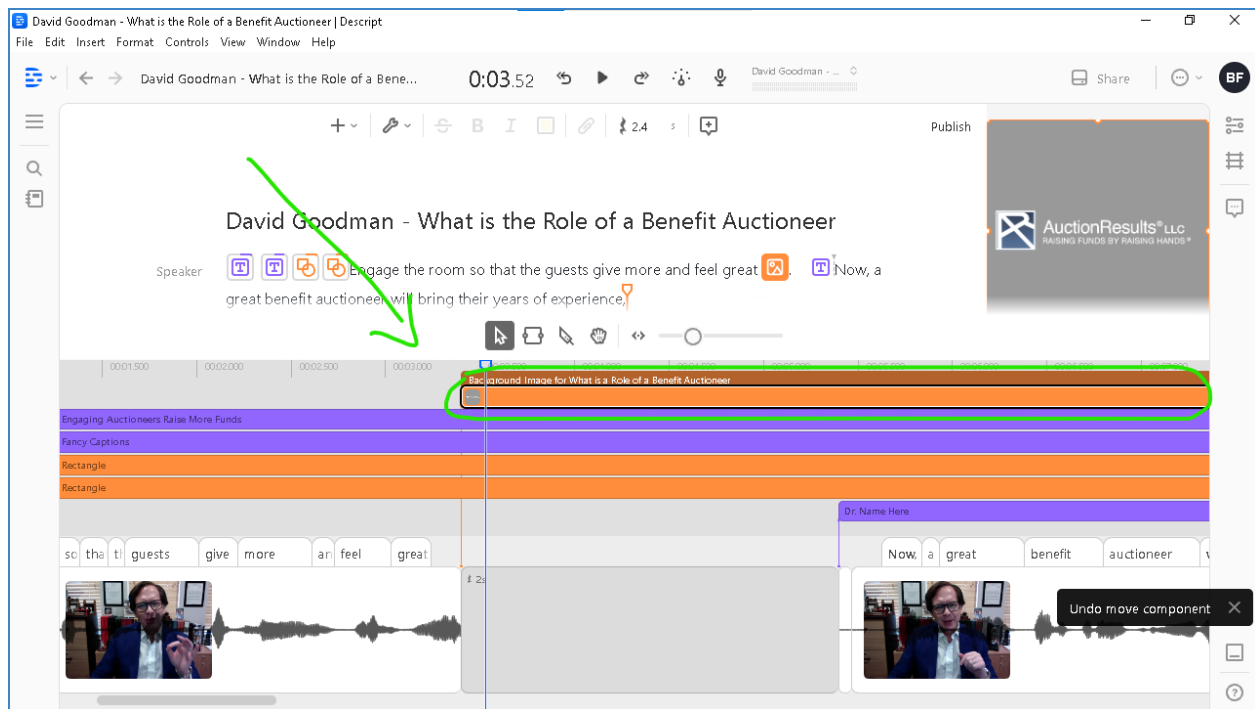 David Goodman - What is the Role of a Benefit Auctioneer | Descript
File Edit Insert Format Controls View Window Help
David Goodman - What is the Role of a Bene...
0:03.52
David Goodman - ...
Share
BF
B I
2.4 s
Publish
AuctionResults® LLC
RAISING FUNDS BY RAISING HANDS®
David Goodman - What is the Role of a Benefit Auctioneer
Speaker
Engage the room so that the guests give more and feel great . Now, a
great benefit auctioneer will bring their years of experience,
00:01.500 00:02.000 00:02.500 00:03.000
Background Image for What is a Role of a Benefit Auctioneer
Engaging Auctioneers Raise More Funds
Fancy Captions
Rectangle
Rectangle
Dr. Name Here
so tha guests give more feel great Now, a great benefit auctioneer
2s
Undo move component